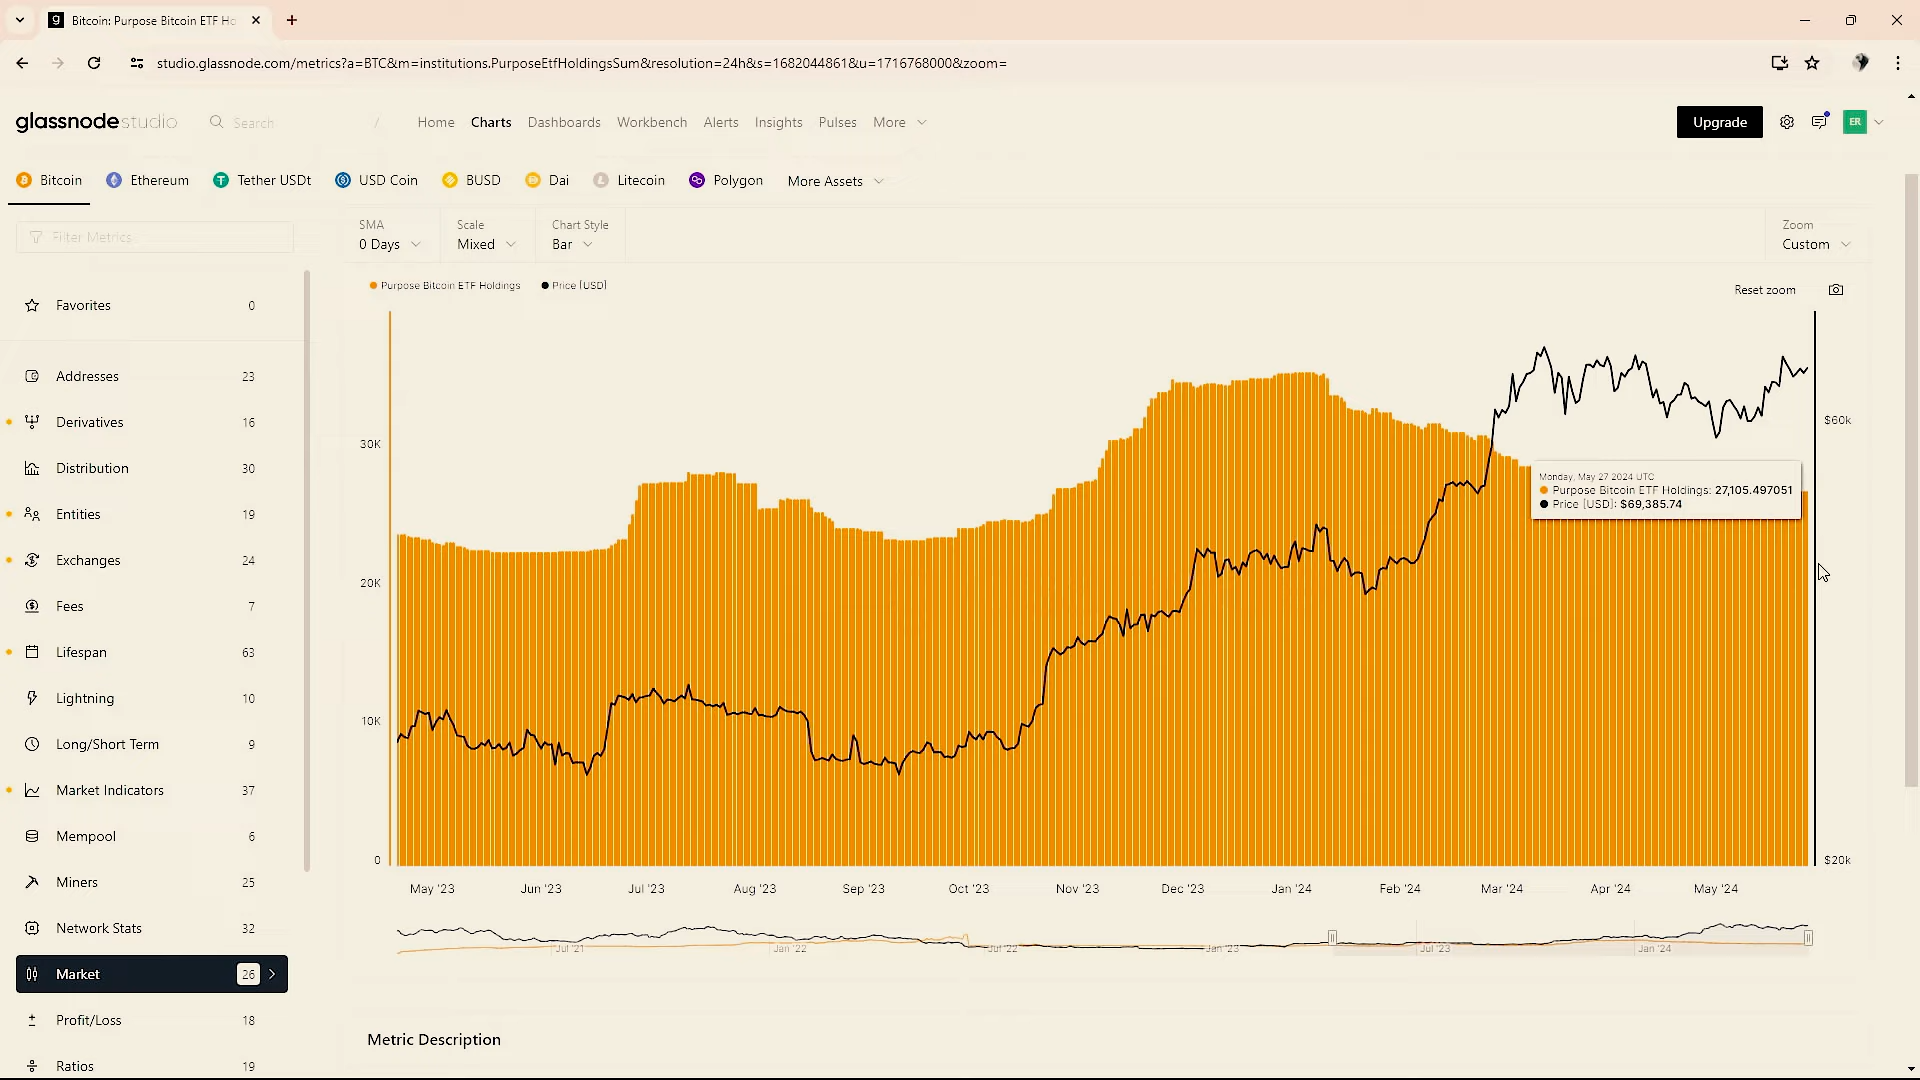 Bitcoin: Purpose Bitcoin ETF Ho
studio.glassnode.com/metrics?a=BTC&m=institutions.PurposeEtfHoldingsSum&resolution=24h&s=1682044861&u=1716768000&zoom=
glassnodestudio
Search /
Home Charts Dashboards Workbench Alerts Insights Pulses More
Upgrade
ER
Bitcoin Ethereum Tether USDt USD Coin BUSD Dai Litecoin Polygon More Assets
Filter Metrics
SMA Scale Chart Style Zoom
0 Days Mixed Bar Custom
Purpose Bitcoin ETF Holdings Price [USD]
Reset zoom
Favorites 0
Addresses 23
Derivatives 16
Distribution 30
Entities 19
Exchanges 24
Fees 7
Lifespan 63
Lightning 10
Long/Short Term 9
Market Indicators 37
Mempool 6
Miners 25
Network Stats 32
Market 26
Profit/Loss 18
Ratios 19
30K
20K
10K
0
$60k
$20k
Monday, May 27 2024 UTC
Purpose Bitcoin ETF Holdings: 27,105.497051
Price [USD]: $69,385.74
May '23 Jun '23 Jul '23 Aug '23 Sep '23 Oct '23 Nov '23 Dec '23 Jan '24 Feb '24 Mar '24 Apr '24 May '24
Jul '21 Jan '22 Jul '22 Jan '23 Jul '23 Jan '24
Metric Description